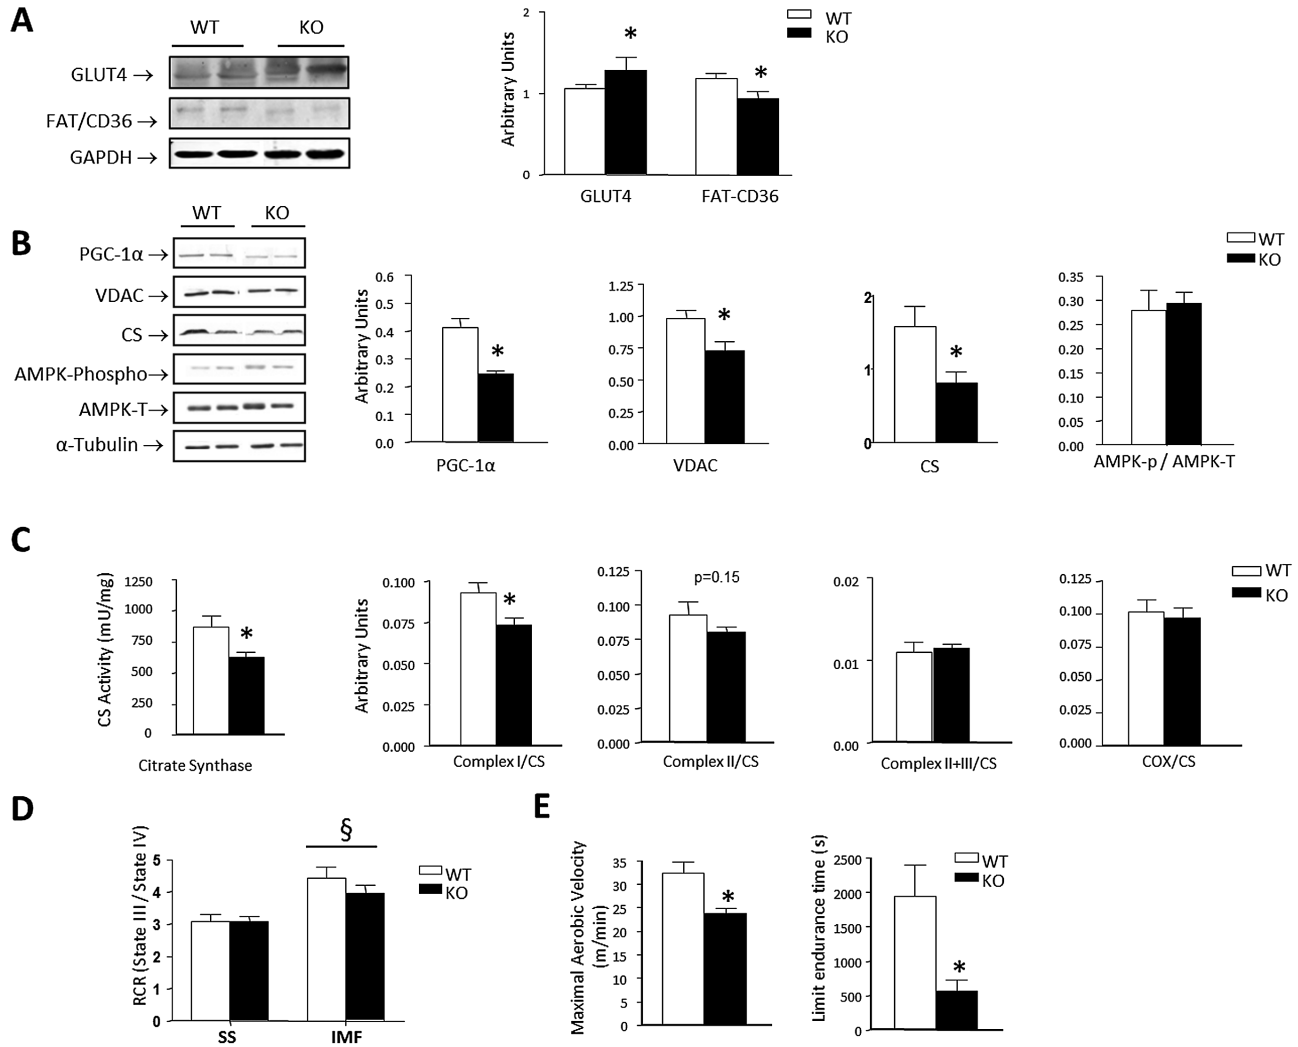 A
WT KO
GLUT4 →
FAT/CD36 →
GAPDH →
Arbitrary Units
2
1
0
* *
GLUT4 FAT-CD36
WT
KO
B
WT KO
PGC-1α →
VDAC →
CS →
AMPK-Phospho→
AMPK-T→
α-Tubulin →
Arbitrary Units
0.6
0.5
0.4
0.3
0.2
0.1
0.0
*
PGC-1α
1.25
1.00
0.75
0.50
0.25
0.00
*
VDAC
2
1
0
*
CS
0.35
0.30
0.25
0.20
0.15
0.10
0.05
0.00
AMPK-p / AMPK-T
WT
KO
C
CS Activity (mU/mg)
1250
1000
750
500
250
0
*
Citrate Synthase
Arbitrary Units
0.100
0.075
0.050
0.025
0.000
*
Complex I/CS
0.125
0.100
0.075
0.050
0.025
0.000
p=0.15
Complex II/CS
0.02
0.01
0.00
Complex II+III/CS
0.125
0.100
0.075
0.050
0.025
0.000
COX/CS
WT
KO
D
RCR (State III / State IV)
5
4
3
2
1
0
§
SS IMF
WT
KO
E
Maximal Aerobic Velocity
(m/min)
35
30
25
20
15
10
5
0
*
Limit endurance time (s)
2500
2000
1500
1000
500
0
*
WT
KO